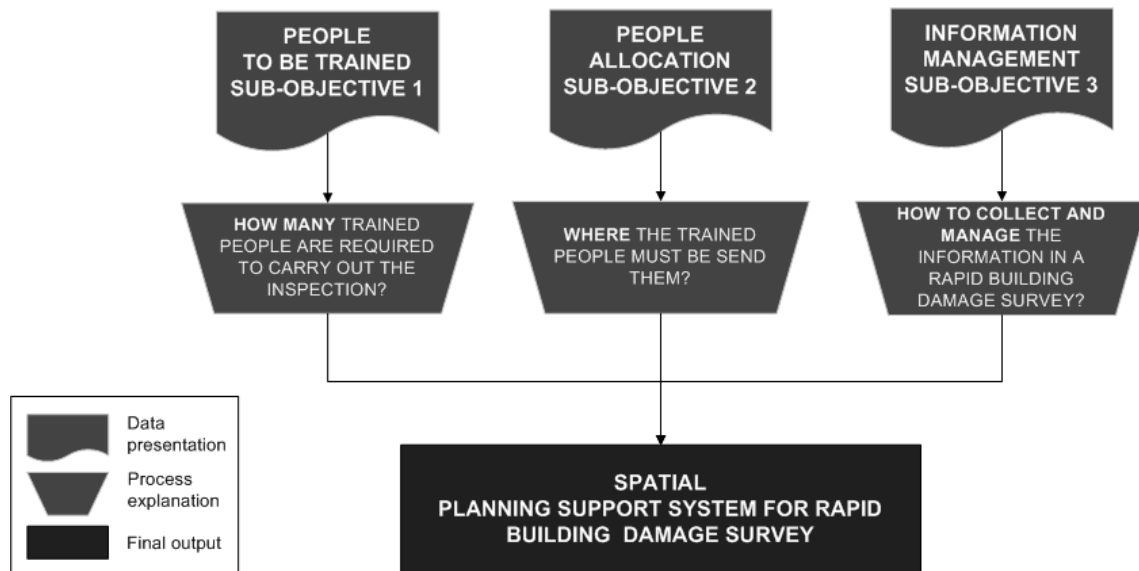 PEOPLE
TO BE TRAINED
SUB-OBJECTIVE 1
PEOPLE
ALLOCATION
SUB-OBJECTIVE 2
INFORMATION
MANAGEMENT
SUB-OBJECTIVE 3
HOW MANY TRAINED
PEOPLE ARE REQUIRED
TO CARRY OUT THE
INSPECTION?
WHERE THE TRAINED
PEOPLE MUST BE SEND
THEM?
HOW TO COLLECT AND
MANAGE THE
INFORMATION IN A
RAPID BUILDING
DAMAGE SURVEY?
Data
presentation
Process
explanation
Final output
SPATIAL
PLANNING SUPPORT SYSTEM FOR RAPID
BUILDING DAMAGE SURVEY